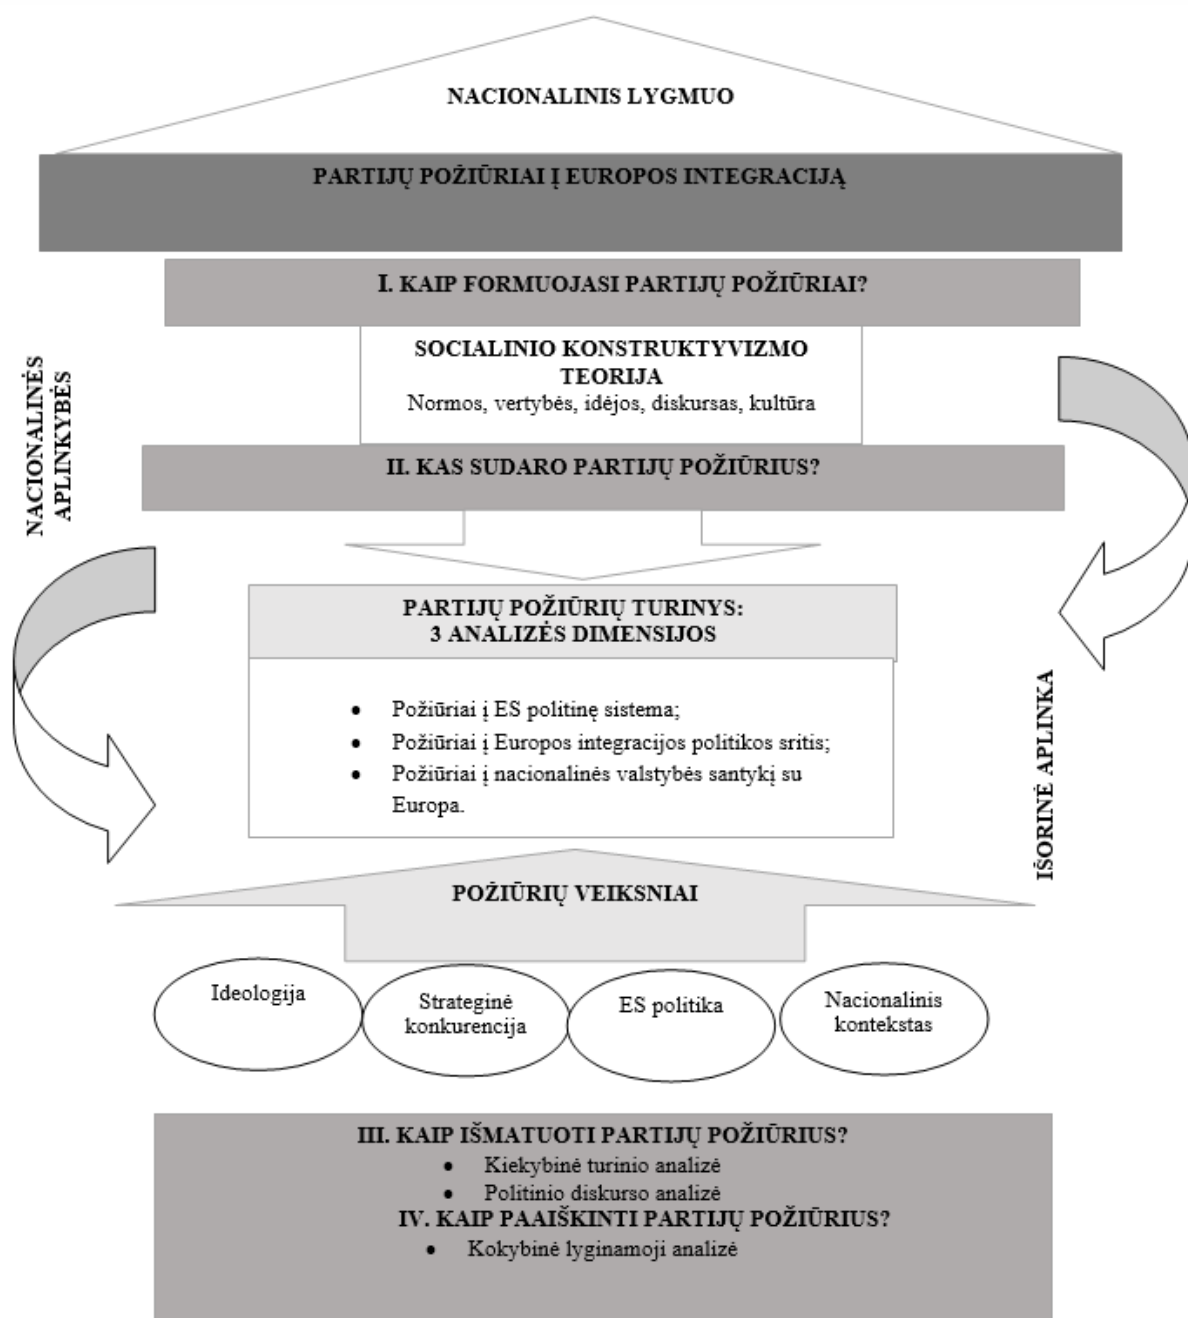 NACIONALINIS LYGMUO
PARTIJŲ POŽIŪRIAI Į EUROPOS INTEGRACIJĄ
I. KAIP FORMUOJASI PARTIJŲ POŽIŪRIAI?
SOCIALINIO KONSTRUKTYVIZMO
TEORIJA
Normos, vertybės, idėjos, diskursas, kultūra
NACIONALINĖS
APLINKYBĖS
II. KAS SUDARO PARTIJŲ POŽIŪRIUS?
PARTIJŲ POŽIŪRIŲ TURINYS:
3 ANALIZĖS DIMENSIJOS
• Požiūriai į ES politinę sistema;
• Požiūriai į Europos integracijos politikos sritis;
• Požiūriai į nacionalinės valstybės santykį su
Europa.
IŠORINĖ APLINKA
POŽIŪRIŲ VEIKSNIAI
Ideologija
Strateginė
konkurencija
ES politika
Nacionalinis
kontekstas
III. KAIP IŠMATUOTI PARTIJŲ POŽIŪRIUS?
• Kiekybinė turinio analizė
• Politinio diskurso analizė
IV. KAIP PAAIŠKINTI PARTIJŲ POŽIŪRIUS?
• Kokybinė lyginamoji analizė